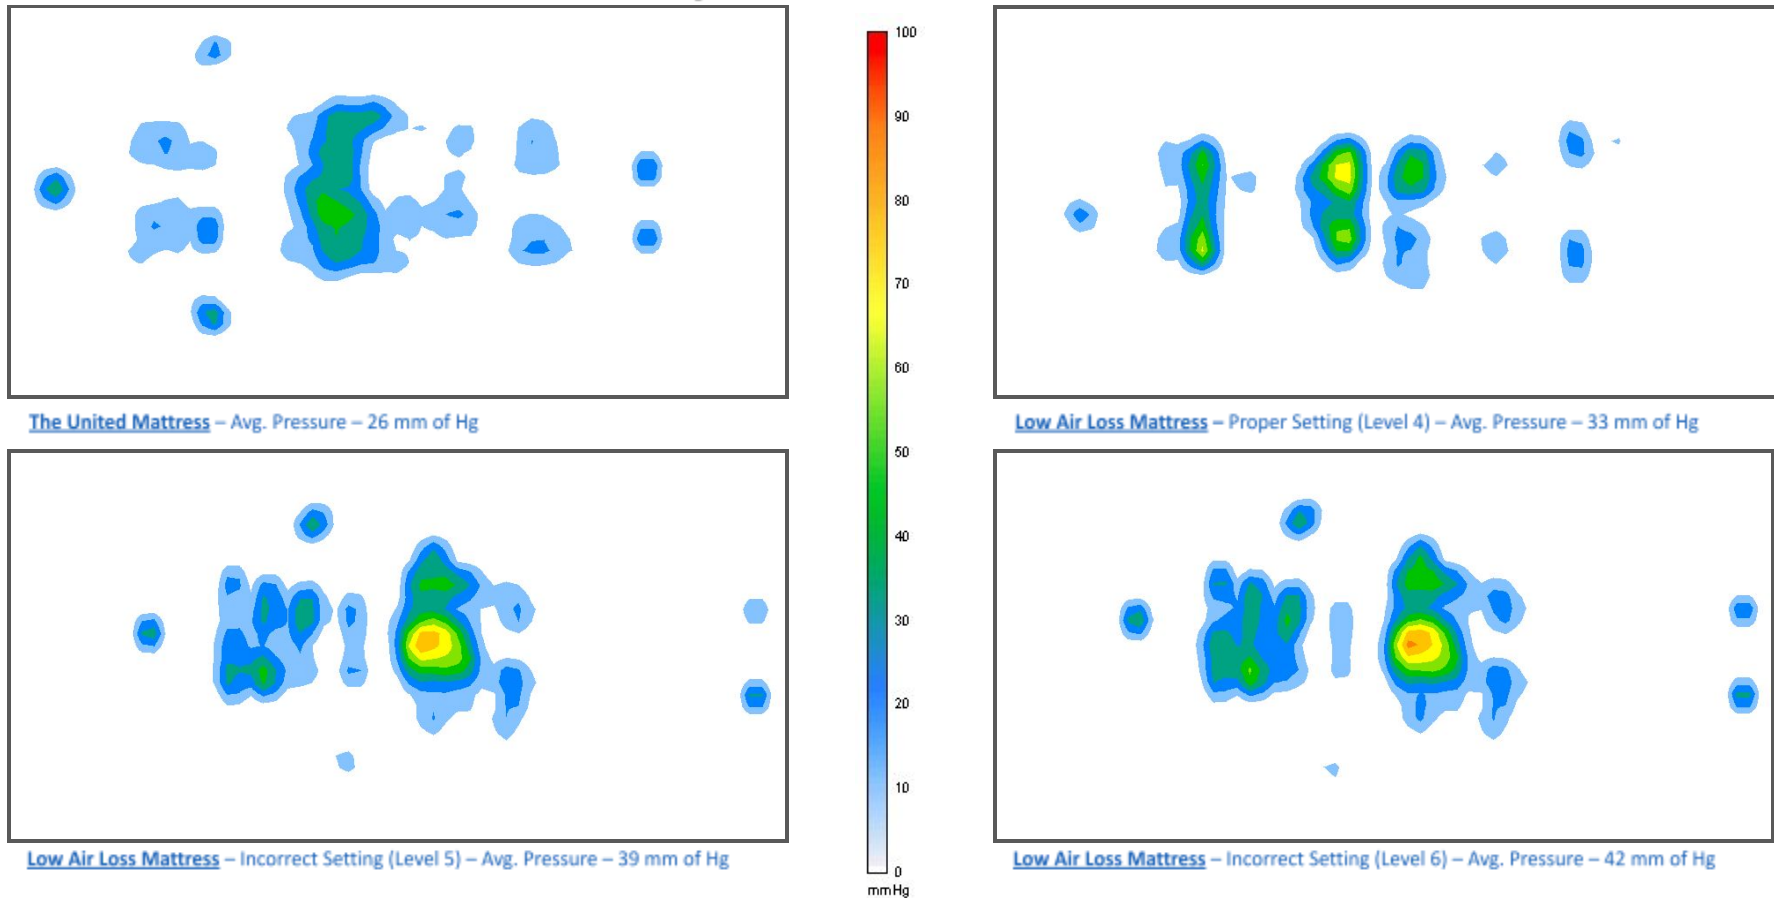 100
90
80
70
60
50
40
30
20
10
0
mmHg
The United Mattress – Avg. Pressure – 26 mm of Hg
Low Air Loss Mattress – Proper Setting (Level 4) – Avg. Pressure – 33 mm of Hg
Low Air Loss Mattress – Incorrect Setting (Level 5) – Avg. Pressure – 39 mm of Hg
Low Air Loss Mattress – Incorrect Setting (Level 6) – Avg. Pressure – 42 mm of Hg